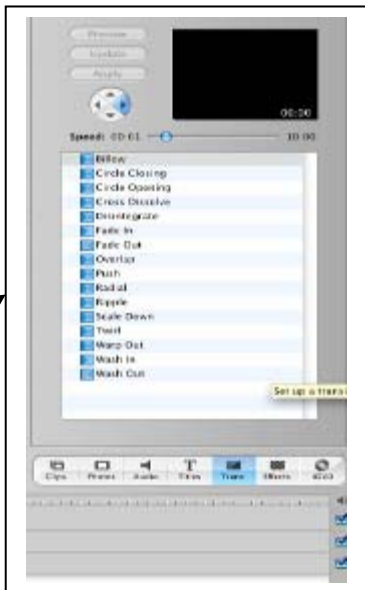 Preview
Update
Apply
00:00
Speed: 00:01 10:00
Billow
Circle Closing
Circle Opening
Cross Dissolve
Disintegrate
Fade In
Fade Out
Overlap
Push
Radial
Ripple
Scale Down
Twirl
Warp Out
Wash In
Wash Out
Set up a transi
Clips Photos Audio Titles Trans Effects iDVD